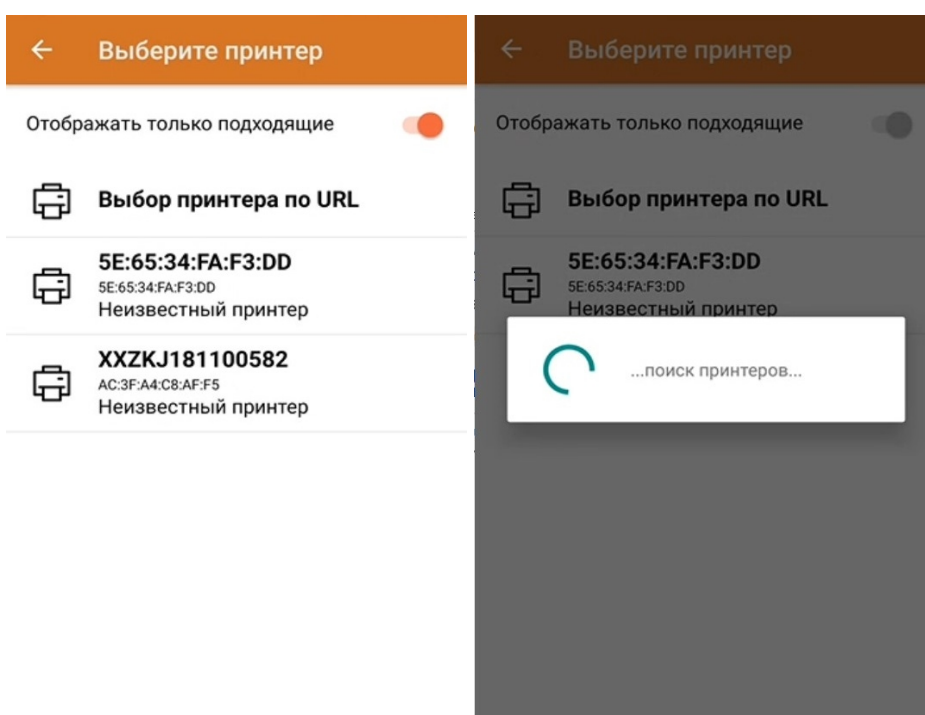 Выберите принтер
Отображать только подходящие
Выбор принтера по URL
5E:65:34:FA:F3:DD
5E:65:34:FA:F3:DD
Неизвестный принтер
XXZKJ181100582
AC:3F:A4:C8:AF:F5
Неизвестный принтер
Выберите принтер
Отображать только подходящие
Выбор принтера по URL
5E:65:34:FA:F3:DD
5E:65:34:FA:F3:DD
Неизвестный принтер
...поиск принтеров...